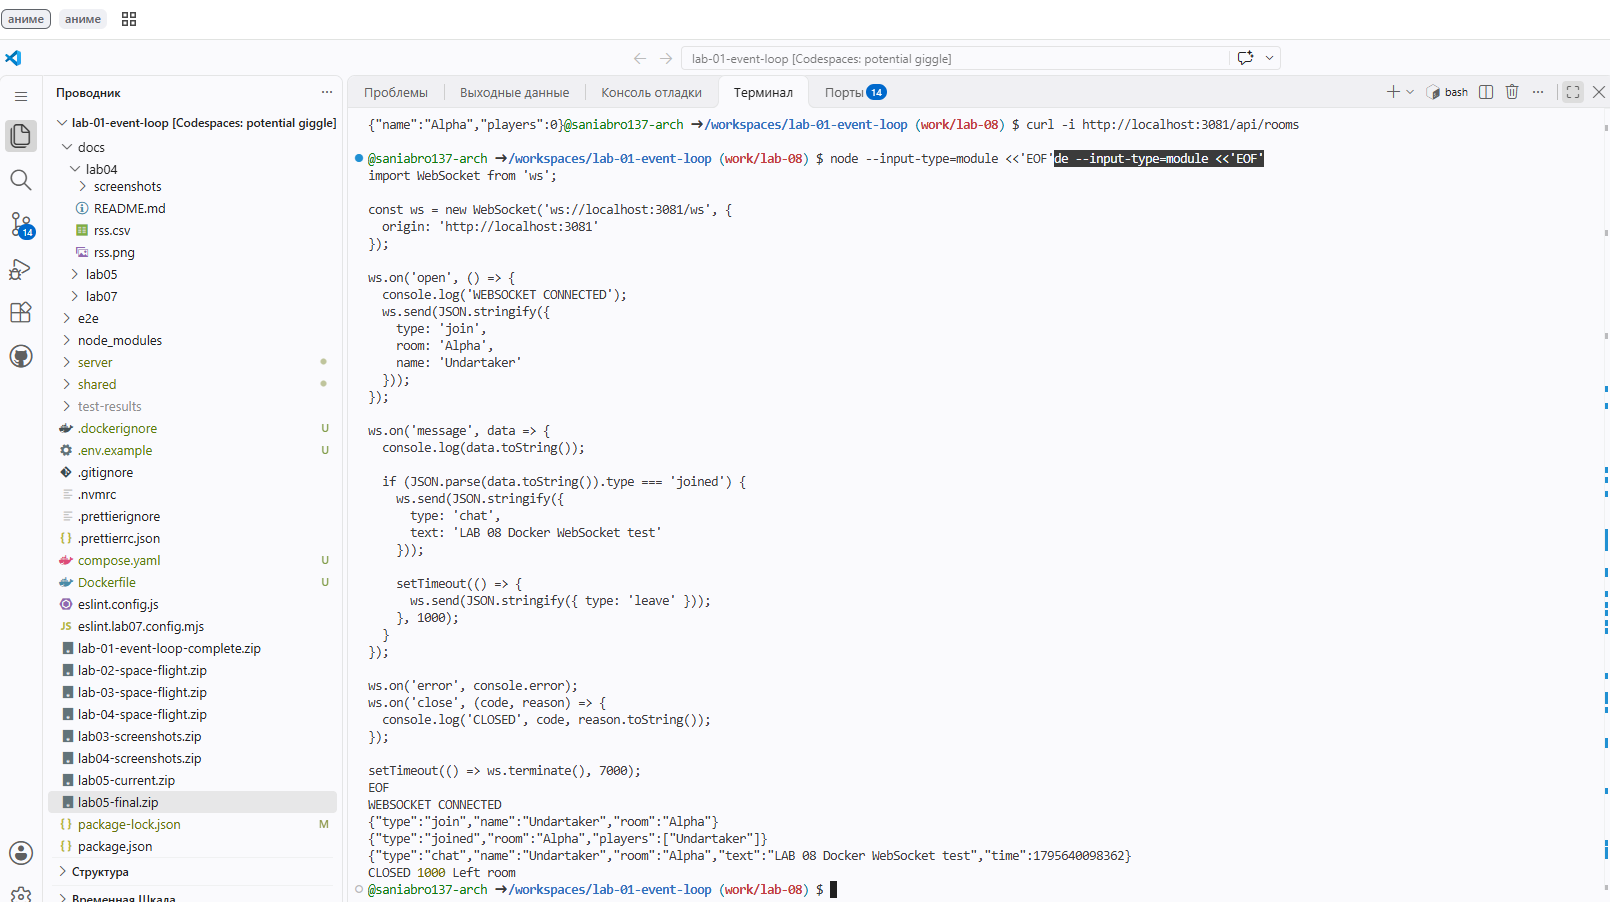 аниме аниме
lab-01-event-loop [Codespaces: potential giggle]
Проводник
lab-01-event-loop [Codespaces: potential giggle]
docs
lab04
screenshots
README.md
rss.csv
rss.png
lab05
lab07
e2e
node_modules
server
shared
test-results
.dockerignore U
.env.example U
.gitignore
.nvmrc
.prettierignore
.prettierrc.json
compose.yaml U
Dockerfile U
eslint.config.js
JS eslint.lab07.config.mjs
lab-01-event-loop-complete.zip
lab-02-space-flight.zip
lab-03-space-flight.zip
lab-04-space-flight.zip
lab03-screenshots.zip
lab04-screenshots.zip
lab05-current.zip
lab05-final.zip
package-lock.json M
package.json
Структура
Временная Шкала
14
Проблемы Выходные данные Консоль отладки Терминал Порты 14
bash
{"name":"Alpha","players":0}@saniabro137-arch ➜/workspaces/lab-01-event-loop (work/lab-08) $ curl -i http://localhost:3081/api/rooms
@saniabro137-arch ➜/workspaces/lab-01-event-loop (work/lab-08) $ node --input-type=module <<'EOF'de --input-type=module <<'EOF'
import WebSocket from 'ws';
const ws = new WebSocket('ws://localhost:3081/ws', {
origin: 'http://localhost:3081'
});
ws.on('open', () => {
console.log('WEBSOCKET CONNECTED');
ws.send(JSON.stringify({
type: 'join',
room: 'Alpha',
name: 'Undartaker'
}));
});
ws.on('message', data => {
console.log(data.toString());
if (JSON.parse(data.toString()).type === 'joined') {
ws.send(JSON.stringify({
type: 'chat',
text: 'LAB 08 Docker WebSocket test'
}));
setTimeout(() => {
ws.send(JSON.stringify({ type: 'leave' }));
}, 1000);
}
});
ws.on('error', console.error);
ws.on('close', (code, reason) => {
console.log('CLOSED', code, reason.toString());
});
setTimeout(() => ws.terminate(), 7000);
EOF
WEBSOCKET CONNECTED
{"type":"join","name":"Undartaker","room":"Alpha"}
{"type":"joined","room":"Alpha","players":["Undartaker"]}
{"type":"chat","name":"Undartaker","room":"Alpha","text":"LAB 08 Docker WebSocket test","time":1795640098362}
CLOSED 1000 Left room
@saniabro137-arch ➜/workspaces/lab-01-event-loop (work/lab-08) $